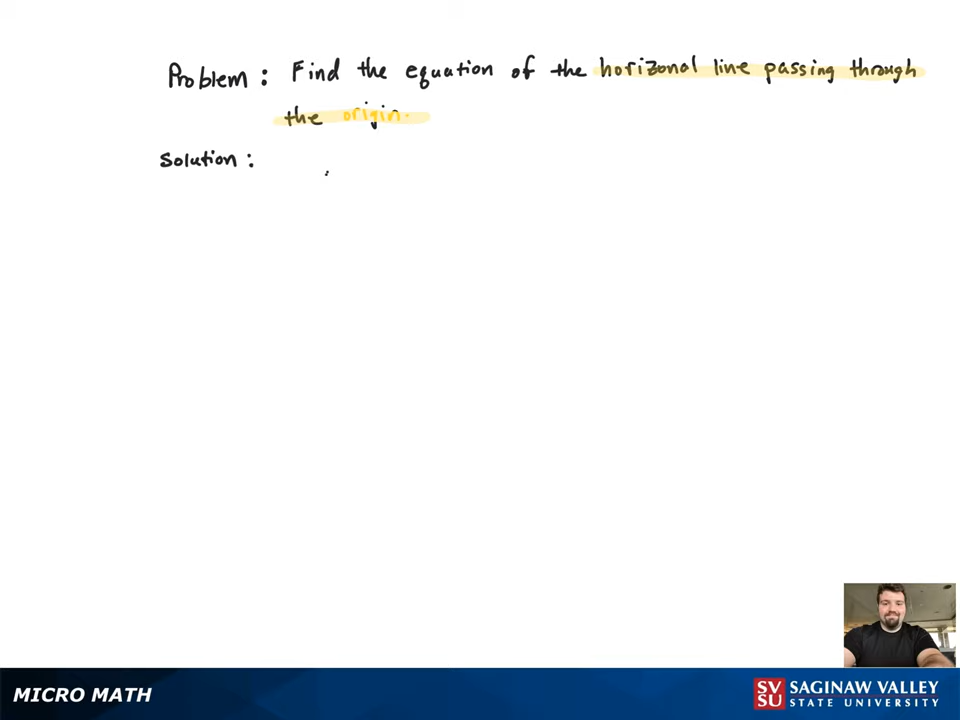 Problem: Find the equation of the horizonal line passing through
the origin.
Solution:
MICRO MATH
SV
SU
SAGINAW VALLEY
STATE UNIVERSITY